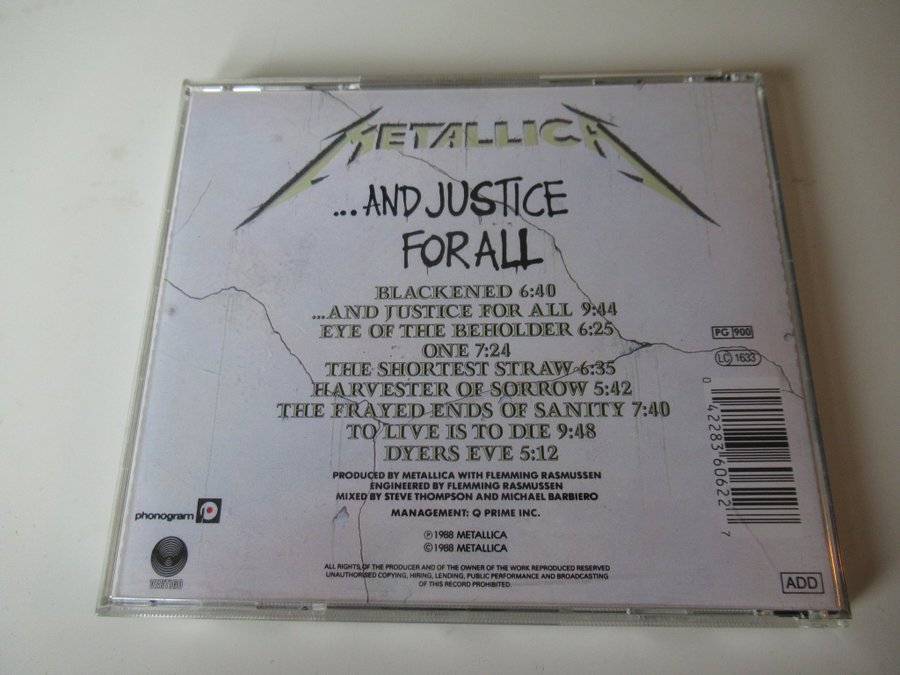 METALLICA
...AND JUSTICE
FOR ALL
BLACKENED 6:40
...AND JUSTICE FOR ALL 9:44
EYE OF THE BEHOLDER 6:25
ONE 7:24
THE SHORTEST STRAW 6:35
HARVESTER OF SORROW 5:42
THE FRAYED ENDS OF SANITY 7:40
TO LIVE IS TO DIE 9:48
DYERS EVE 5:12
PRODUCED BY METALLICA WITH FLEMMING RASMUSSEN
ENGINEERED BY FLEMMING RASMUSSEN
MIXED BY STEVE THOMPSON AND MICHAEL BARBIERO
MANAGEMENT: Q PRIME INC.
℗ 1988 METALLICA
© 1988 METALLICA
ALL RIGHTS OF THE PRODUCER AND OF THE OWNER OF THE WORK REPRODUCED RESERVED
UNAUTHORISED COPYING, HIRING, LENDING, PUBLIC PERFORMANCE AND BROADCASTING
OF THIS RECORD PROHIBITED.
phonogram
VERTIGO
PG 900
LC 1633
0 42283 60622 7
ADD